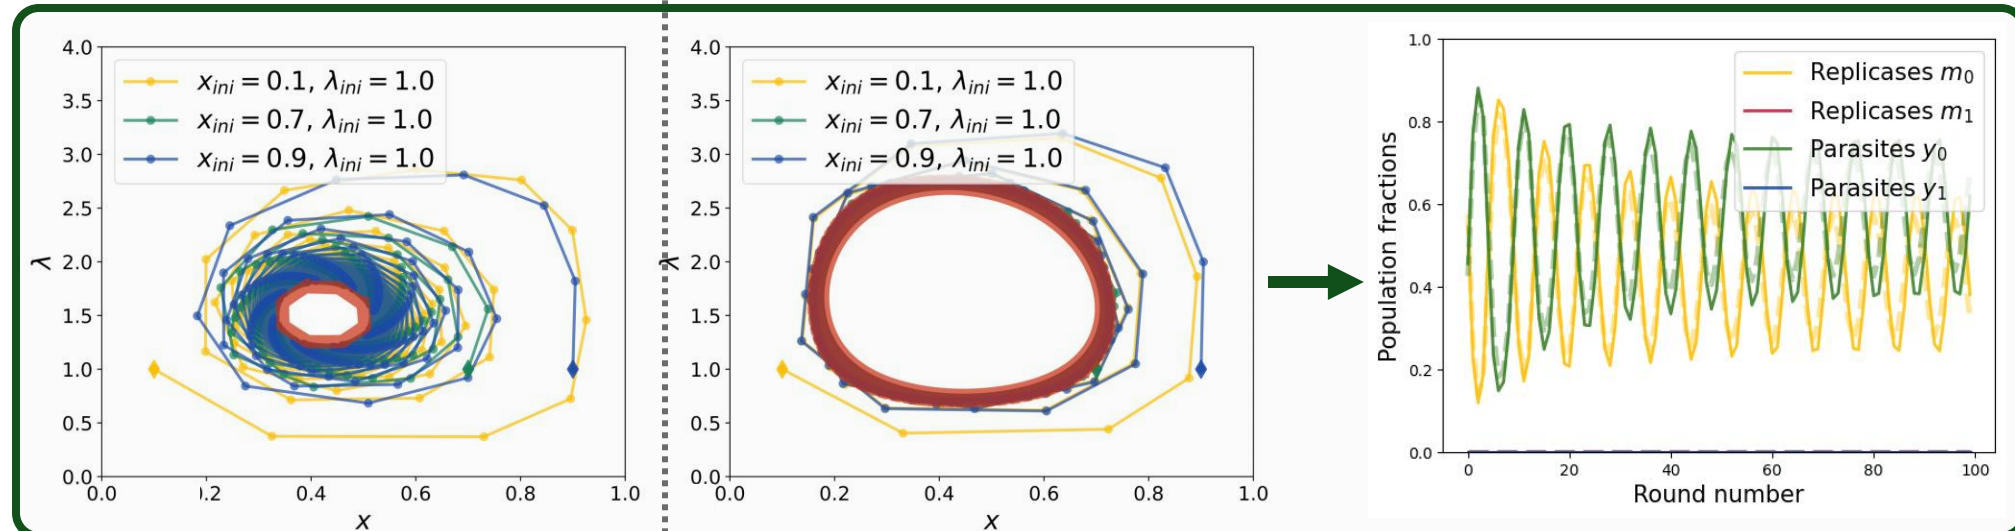 4.0
3.5
3.0
2.5
2.0
1.5
1.0
0.5
0.0
λ
x_ini = 0.1, λ_ini = 1.0
x_ini = 0.7, λ_ini = 1.0
x_ini = 0.9, λ_ini = 1.0
0.0 0.4 0.6 0.8 1.0
x
4.0
3.5
3.0
2.5
2.0
1.5
1.0
0.5
0.0
λ
x_ini = 0.1, λ_ini = 1.0
x_ini = 0.7, λ_ini = 1.0
x_ini = 0.9, λ_ini = 1.0
0.0 0.2 0.4 0.6 0.8 1.0
x
1.0
0.8
0.6
0.4
0.2
0.0
Population fractions
Replicases m_0
Replicases m_1
Parasites y_0
Parasites y_1
0 20 40 60 80 100
Round number